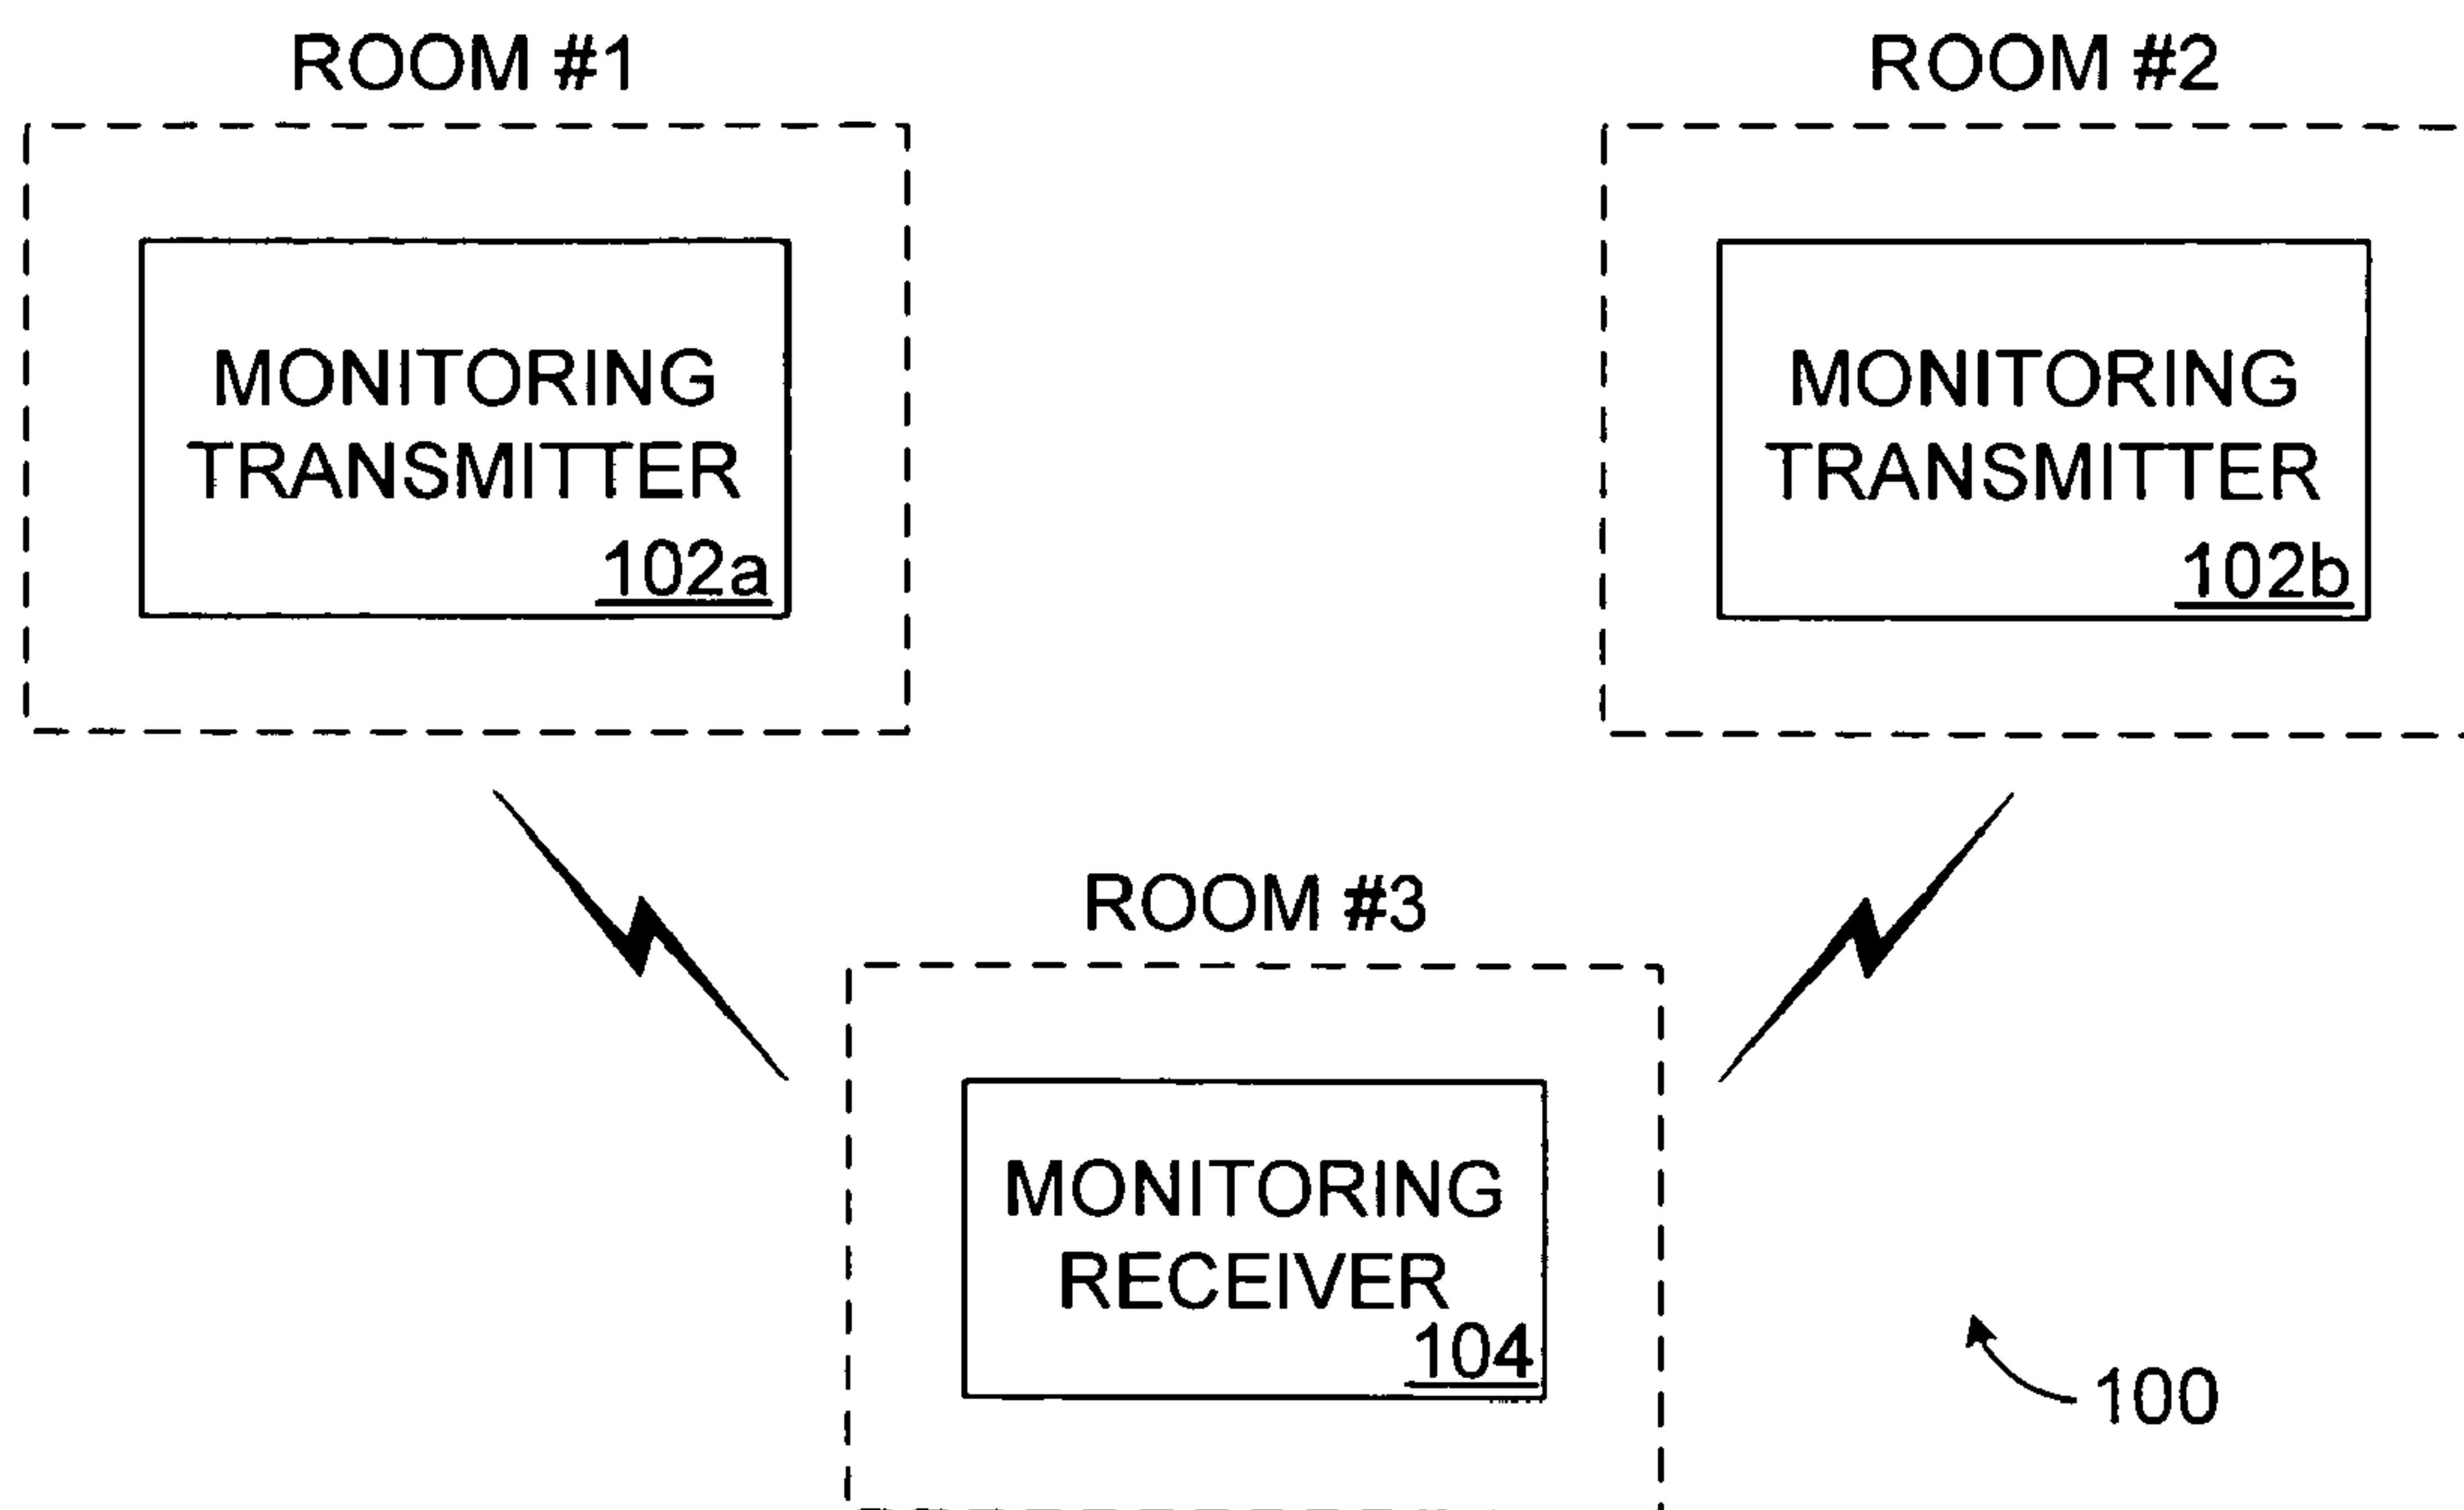 ROOM #1
ROOM #2
MONITORING
TRANSMITTER
102a
MONITORING
TRANSMITTER
102b
ROOM #3
MONITORING
RECEIVER
104
100